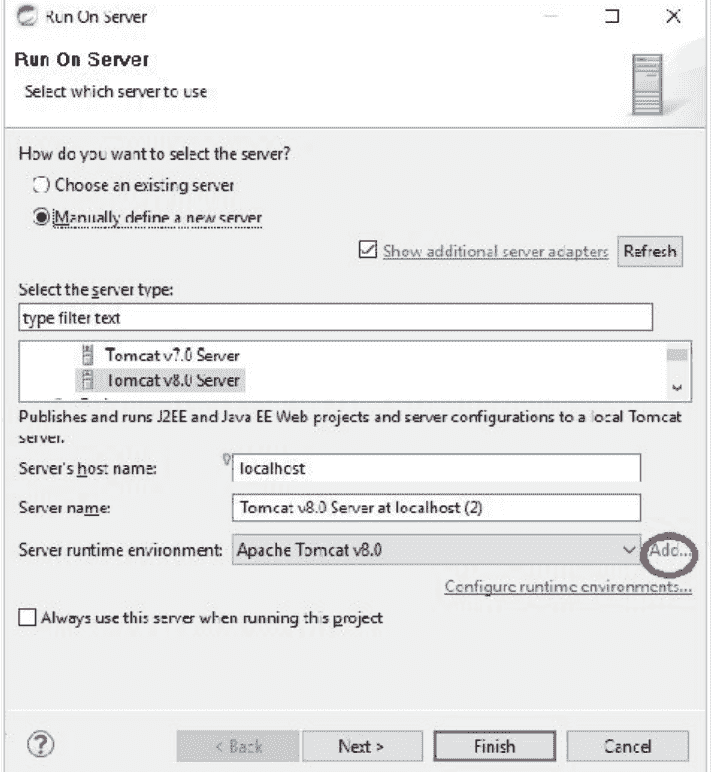 Run On Server
Run On Server
Select which server to use
How do you want to select the server?
Choose an existing server
Manually define a new server
Show additional server adapters Refresh
Select the server type:
type filter text
Tomcat v7.0 Server
Tomcat v8.0 Server
Publishes and runs J2EE and Java EE Web projects and server configurations to a local Tomcat
server.
Server's host name: localhost
Server name: Tomcat v8.0 Server at localhost (2)
Server runtime environment: Apache Tomcat v8.0 Add...
Configure runtime environments...
Always use this server when running this project
? < Back Next > Finish Cancel